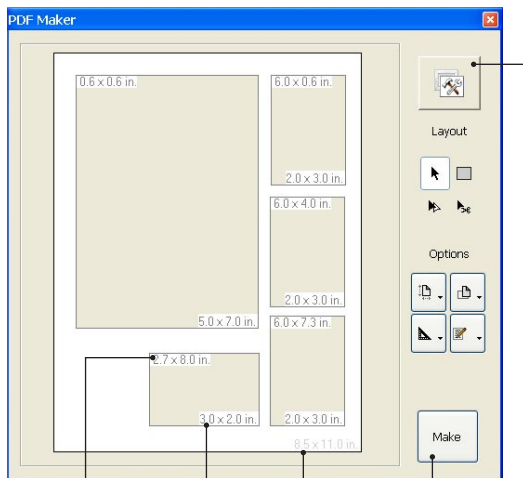 PDF Maker
0.6 x 0.6 in.
6.0 x 0.6 in.
2.0 x 3.0 in.
6.0 x 4.0 in.
2.0 x 3.0 in.
5.0 x 7.0 in.
6.0 x 7.3 in.
2.7 x 8.0 in.
3.0 x 2.0 in.
2.0 x 3.0 in.
8.5 x 11.0 in
Layout
Options
Make